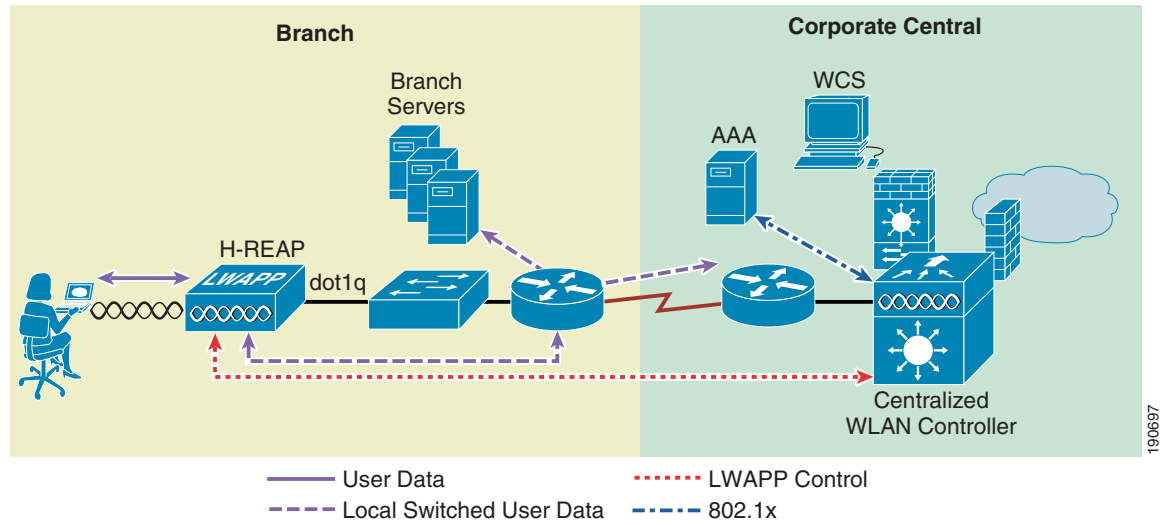 Branch
Corporate Central
Branch
Servers
WCS
AAA
H-REAP
LWAPP
dot1q
Centralized
WLAN Controller
190697
User Data
LWAPP Control
Local Switched User Data
802.1x